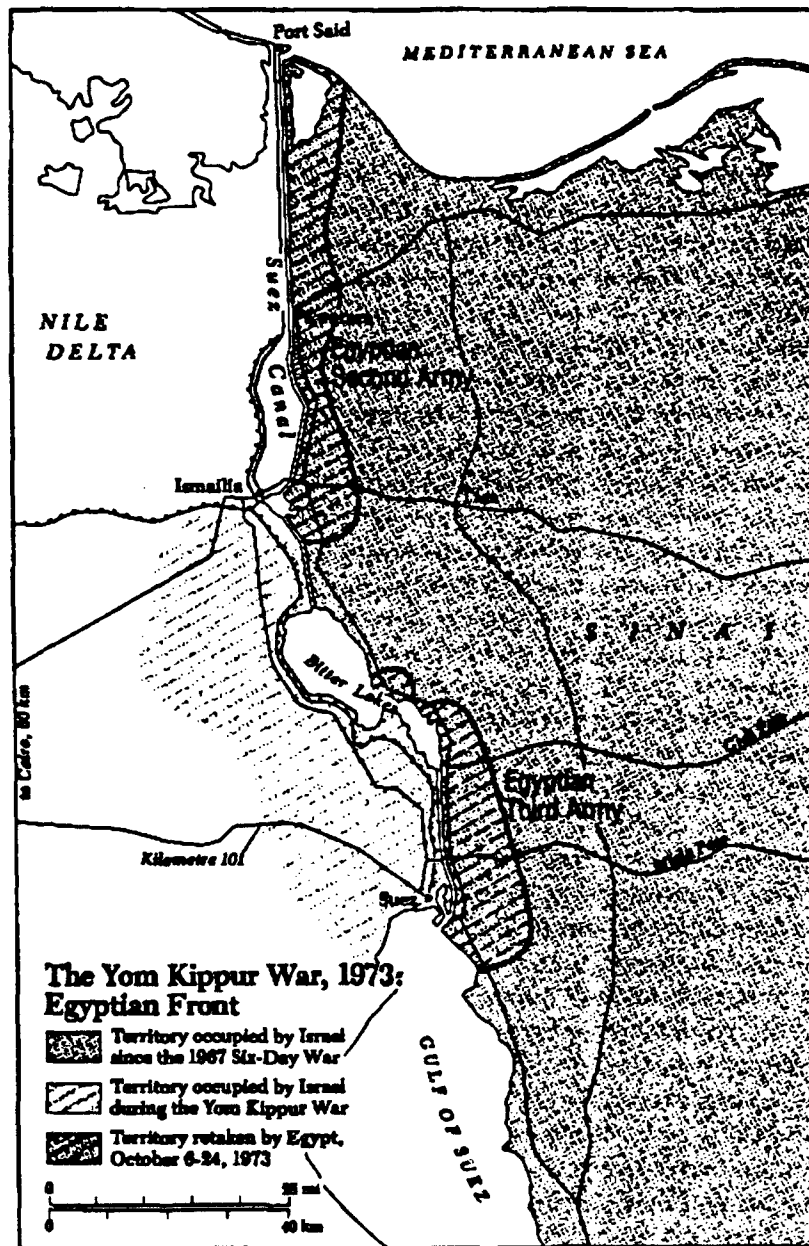 Port Said
MEDITERRANEAN SEA
Suez
Canal
NILE
DELTA
Egyptian
Second Army
Ismailia
SINAI
Bitter Lakes
to Cairo, 80 km
Egyptian
Third Army
Kilometre 101
Suez
The Yom Kippur War, 1973:
Egyptian Front
Territory occupied by Israel
since the 1967 Six-Day War
Territory occupied by Israel
during the Yom Kippur War
Territory retaken by Egypt,
October 6-24, 1973
0 25 mi
0 40 km
GULF OF SUEZ